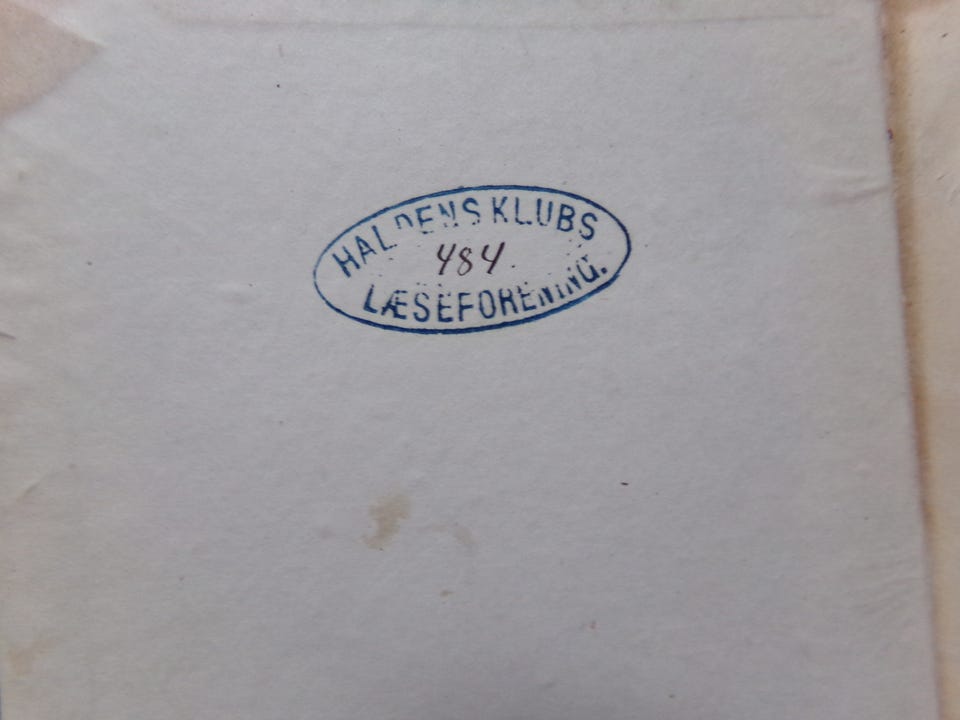 HALDENS KLUBS
484.
LÆSEFORENING.